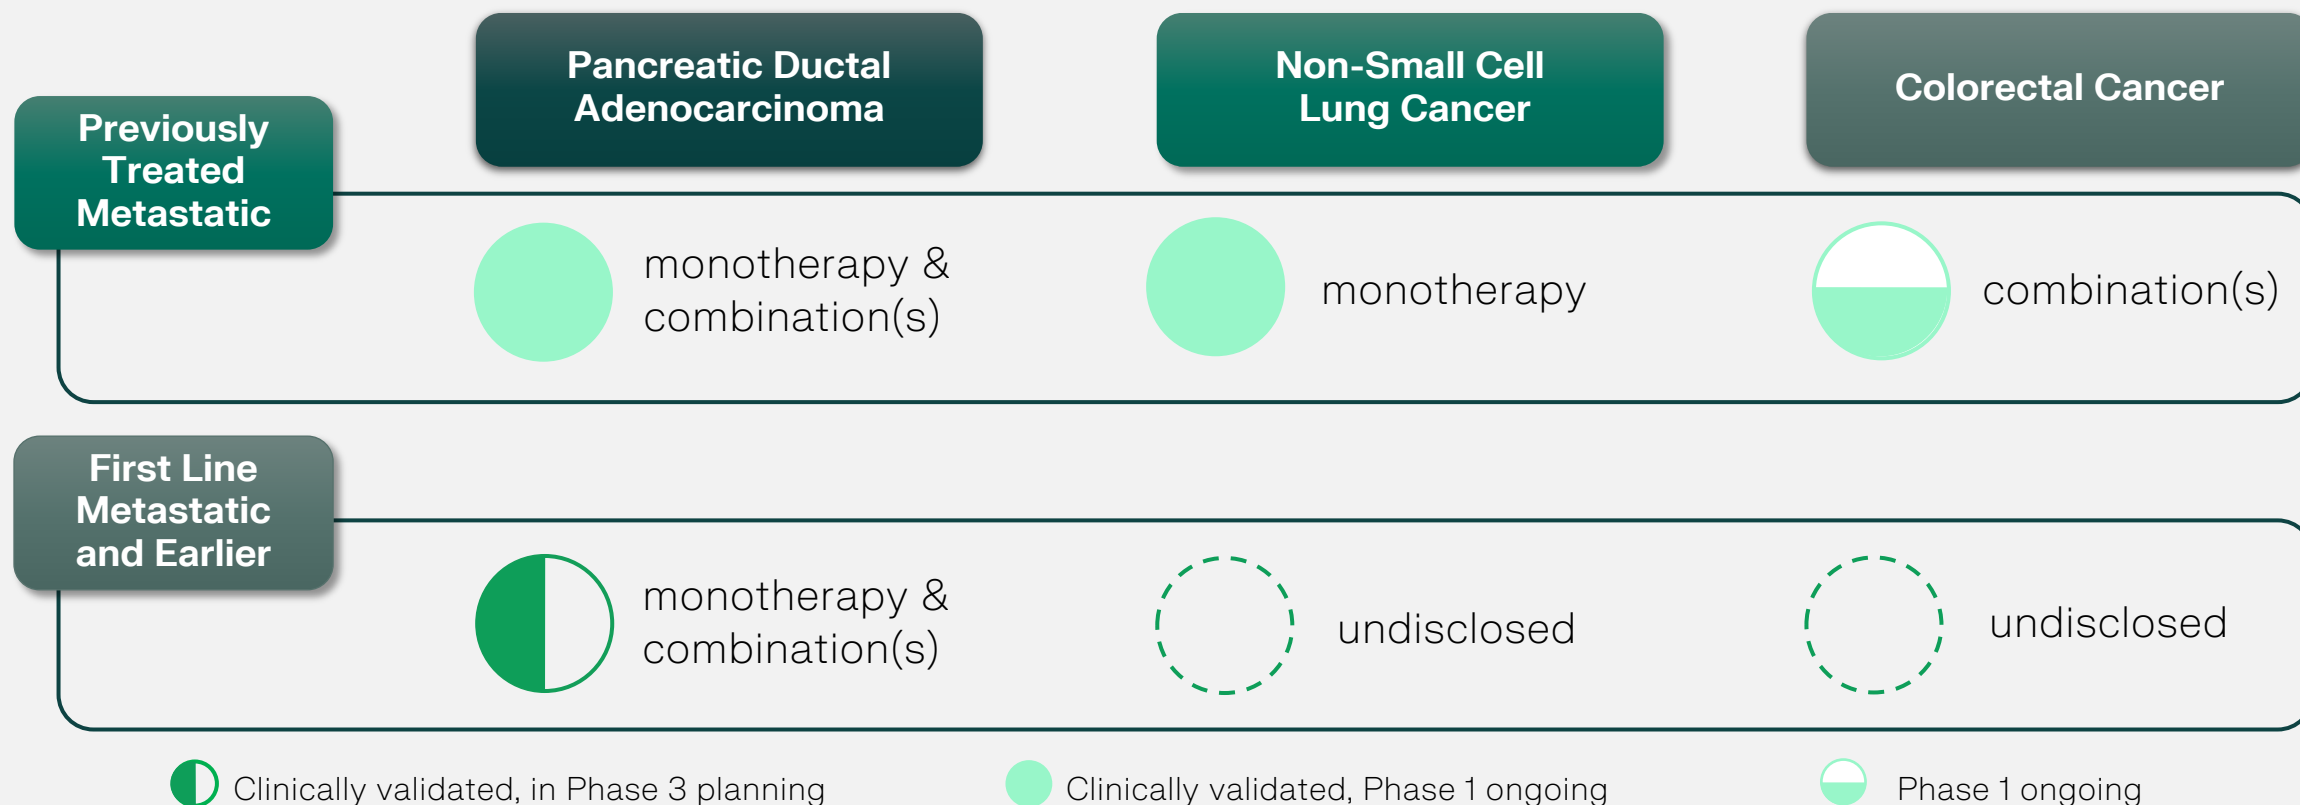 Pancreatic Ductal
Adenocarcinoma
Non-Small Cell
Lung Cancer
Colorectal Cancer
Previously
Treated
Metastatic
monotherapy &
combination(s)
monotherapy
combination(s)
First Line
Metastatic
and Earlier
monotherapy &
combination(s)
undisclosed
undisclosed
Clinically validated, in Phase 3 planning
Clinically validated, Phase 1 ongoing
Phase 1 ongoing